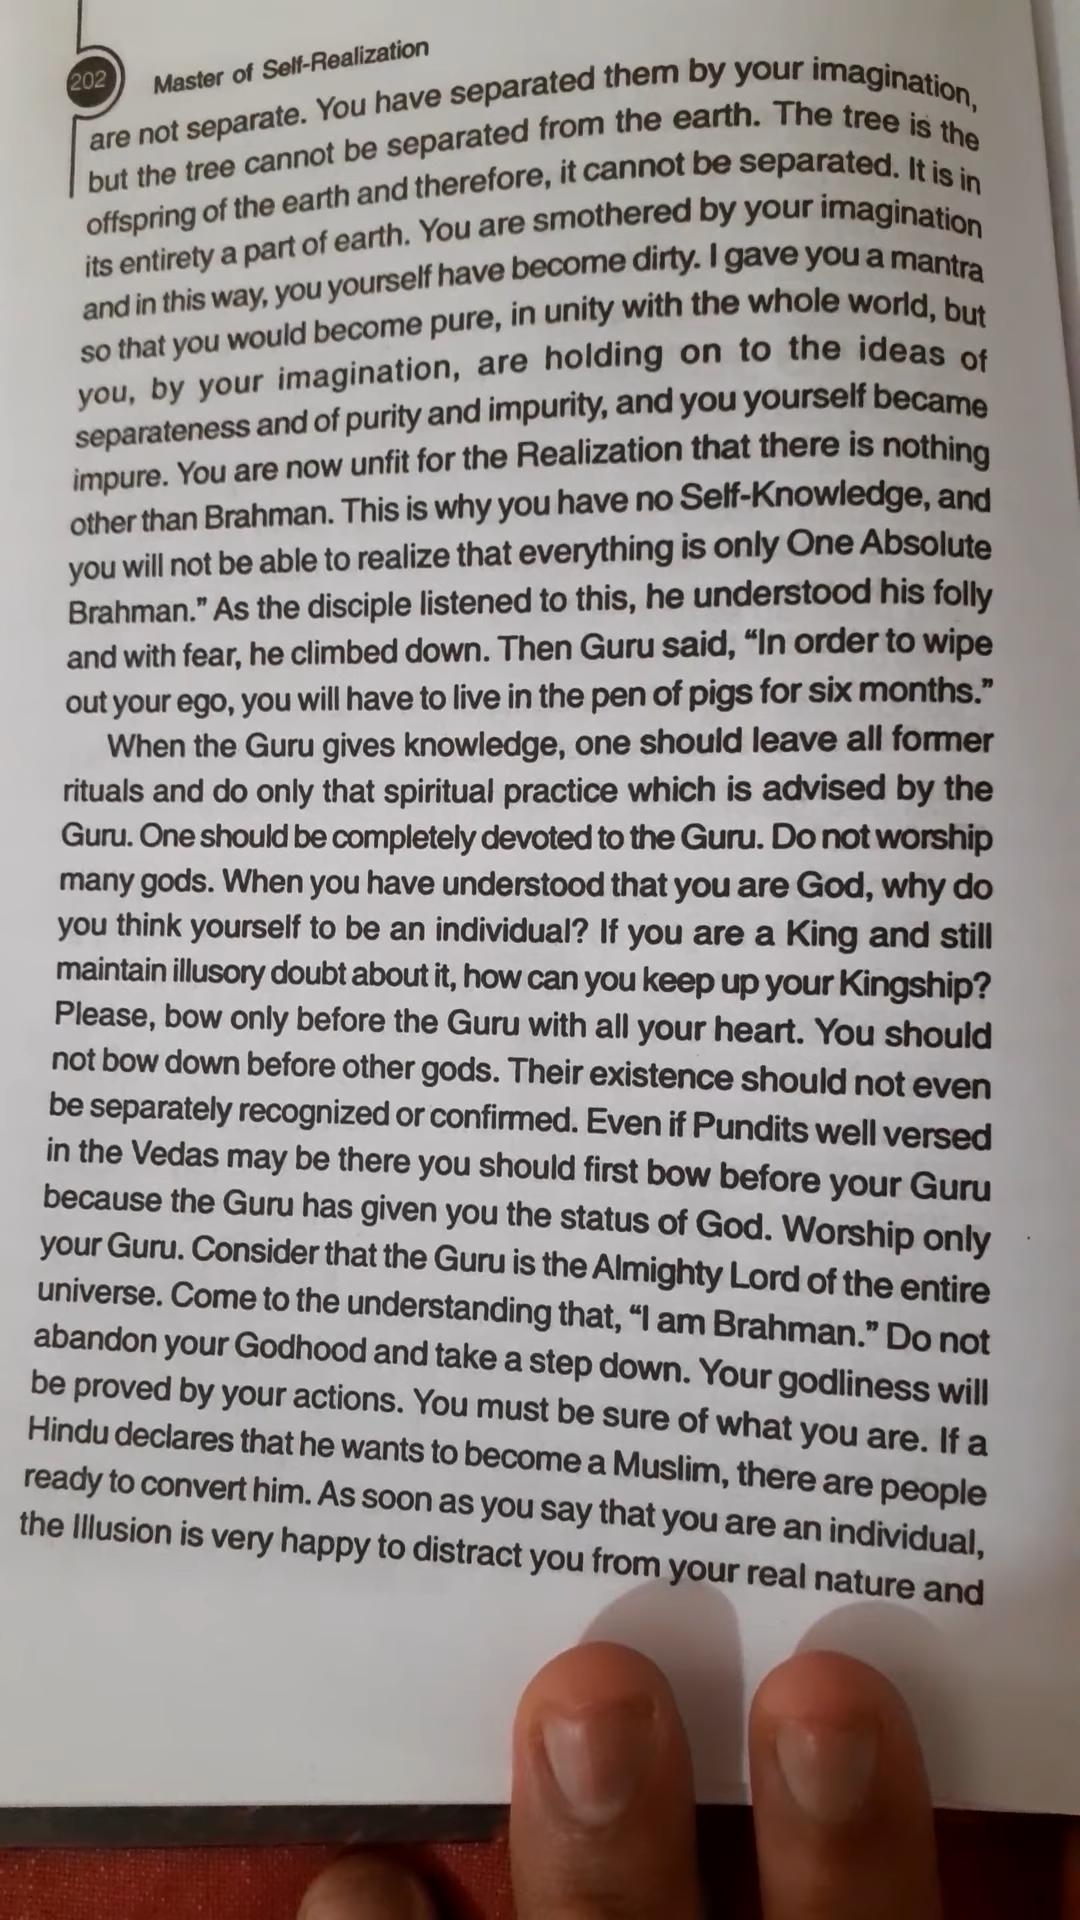 202
Master of Self-Realization
are not separate. You have separated them by your imagination,
but the tree cannot be separated from the earth. The tree is the
offspring of the earth and therefore, it cannot be separated. It is in
its entirety a part of earth. You are smothered by your imagination
and in this way, you yourself have become dirty. I gave you a mantra
so that you would become pure, in unity with the whole world, but
you, by your imagination, are holding on to the ideas of
separateness and of purity and impurity, and you yourself became
impure. You are now unfit for the Realization that there is nothing
other than Brahman. This is why you have no Self-Knowledge, and
you will not be able to realize that everything is only One Absolute
Brahman.” As the disciple listened to this, he understood his folly
and with fear, he climbed down. Then Guru said, “In order to wipe
out your ego, you will have to live in the pen of pigs for six months.”
When the Guru gives knowledge, one should leave all former
rituals and do only that spiritual practice which is advised by the
Guru. One should be completely devoted to the Guru. Do not worship
many gods. When you have understood that you are God, why do
you think yourself to be an individual? If you are a King and still
maintain illusory doubt about it, how can you keep up your Kingship?
Please, bow only before the Guru with all your heart. You should
not bow down before other gods. Their existence should not even
be separately recognized or confirmed. Even if Pundits well versed
in the Vedas may be there you should first bow before your Guru
because the Guru has given you the status of God. Worship only
your Guru. Consider that the Guru is the Almighty Lord of the entire
universe. Come to the understanding that, “I am Brahman.” Do not
abandon your Godhood and take a step down. Your godliness will
be proved by your actions. You must be sure of what you are. If a
Hindu declares that he wants to become a Muslim, there are people
ready to convert him. As soon as you say that you are an individual,
the Illusion is very happy to distract you from your real nature and